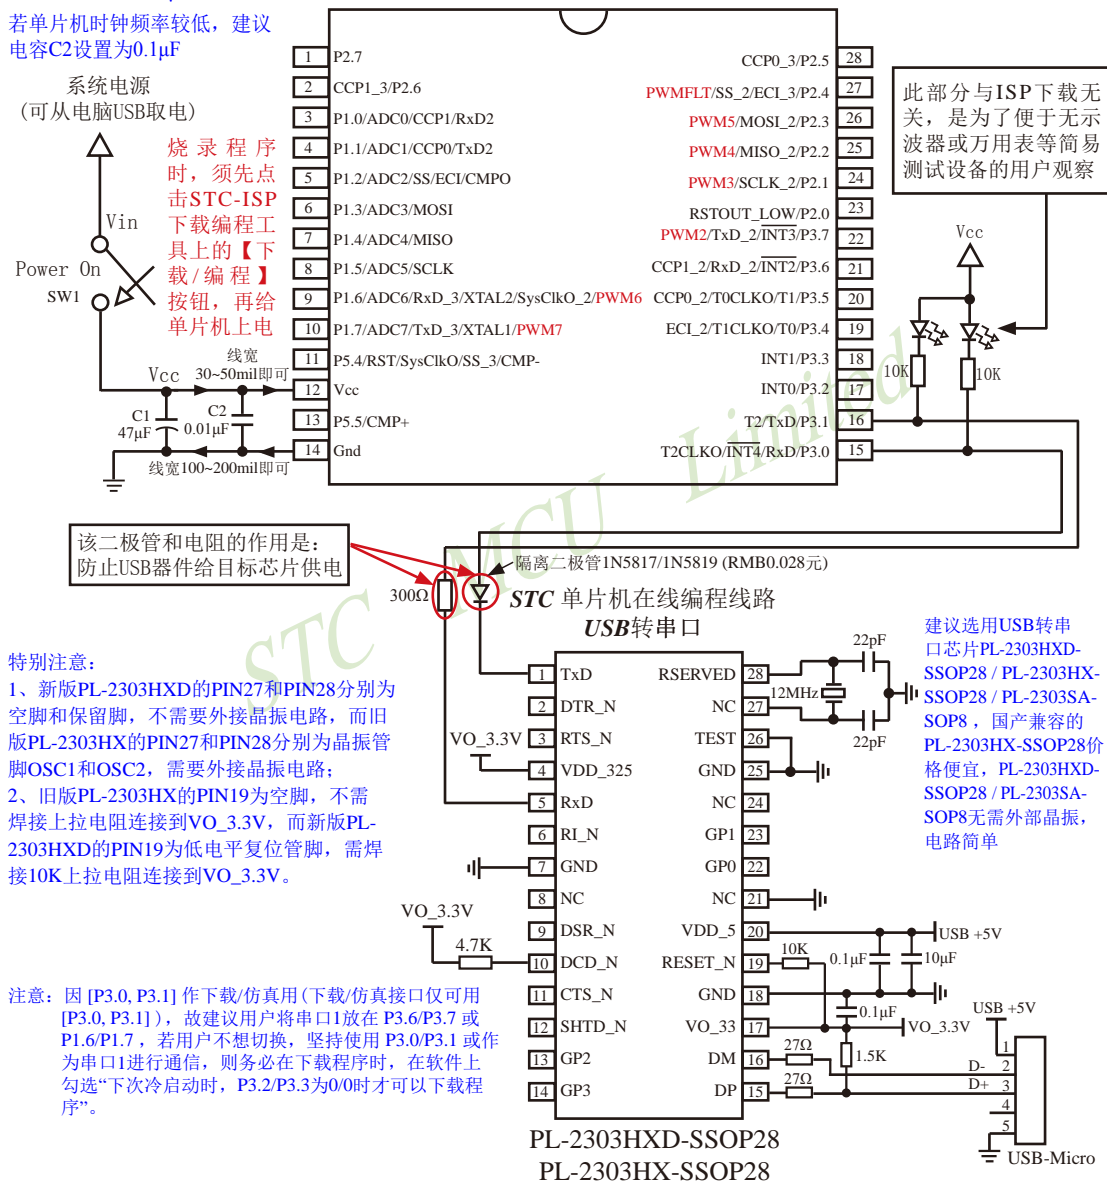 若单片机时钟频率较低，建议
电容C2设置为0.1μF
系统电源
(可从电脑USB取电)
烧录程序
时，须先点
击STC-ISP
下载编程工
具上的【下
载/编程】
按钮，再给
单片机上电
Vin
Power On
SW1
Vcc
线宽
30~50mil即可
C1
47μF
C2
0.01μF
线宽100~200mil即可
1 P2.7
2 CCP1_3/P2.6
3 P1.0/ADC0/CCP1/RxD2
4 P1.1/ADC1/CCP0/TxD2
5 P1.2/ADC2/SS/ECI/CMPO
6 P1.3/ADC3/MOSI
7 P1.4/ADC4/MISO
8 P1.5/ADC5/SCLK
9 P1.6/ADC6/RxD_3/XTAL2/SysClkO_2/PWM6
10 P1.7/ADC7/TxD_3/XTAL1/PWM7
11 P5.4/RST/SysClkO/SS_3/CMP-
12 Vcc
13 P5.5/CMP+
14 Gnd
CCP0_3/P2.5 28
PWMFLT/SS_2/ECI_3/P2.4 27
PWM5/MOSI_2/P2.3 26
PWM4/MISO_2/P2.2 25
PWM3/SCLK_2/P2.1 24
RSTOUT_LOW/P2.0 23
PWM2/TxD_2/INT3/P3.7 22
CCP1_2/RxD_2/INT2/P3.6 21
CCP0_2/T0CLKO/T1/P3.5 20
ECI_2/T1CLKO/T0/P3.4 19
INT1/P3.3 18
INT0/P3.2 17
T2/TxD/P3.1 16
T2CLKO/INT4/RxD/P3.0 15
此部分与ISP下载无
关，是为了便于无示
波器或万用表等简易
测试设备的用户观察
Vcc
10K
10K
STC MCU Limited
该二极管和电阻的作用是：
防止USB器件给目标芯片供电
300Ω
隔离二极管1N5817/1N5819 (RMB0.028元)
STC 单片机在线编程线路
USB转串口
特别注意：
1、新版PL-2303HXD的PIN27和PIN28分别为
空脚和保留脚，不需要外接晶振电路，而旧
版PL-2303HX的PIN27和PIN28分别为晶振管
脚OSC1和OSC2，需要外接晶振电路；
2、旧版PL-2303HX的PIN19为空脚，不需
焊接上拉电阻连接到VO_3.3V，而新版PL-
2303HXD的PIN19为低电平复位管脚，需焊
接10K上拉电阻连接到VO_3.3V。
VO_3.3V
VO_3.3V
4.7K
1 TxD
2 DTR_N
3 RTS_N
4 VDD_325
5 RxD
6 RI_N
7 GND
8 NC
9 DSR_N
10 DCD_N
11 CTS_N
12 SHTD_N
13 GP2
14 GP3
RSERVED 28
NC 27
TEST 26
GND 25
NC 24
GP1 23
GP0 22
NC 21
VDD_5 20
RESET_N 19
GND 18
VO_33 17
DM 16
DP 15
22pF
12MHz
22pF
建议选用USB转串
口芯片PL-2303HXD-
SSOP28 / PL-2303HX-
SSOP28 / PL-2303SA-
SOP8 ，国产兼容的
PL-2303HX-SSOP28价
格便宜，PL-2303HXD-
SSOP28 / PL-2303SA-
SOP8无需外部晶振，
电路简单
USB +5V
10K
0.1μF
10μF
0.1μF
VO_3.3V
1.5K
27Ω
27Ω
USB +5V
D-
D+
1
2
3
4
5
USB-Micro
注意：因 [P3.0, P3.1] 作下载/仿真用(下载/仿真接口仅可用
[P3.0, P3.1] )，故建议用户将串口1放在 P3.6/P3.7 或
P1.6/P1.7 ，若用户不想切换，坚持使用 P3.0/P3.1 或作
为串口1进行通信，则务必在下载程序时，在软件上
勾选“下次冷启动时，P3.2/P3.3为0/0时才可以下载程
序”。
PL-2303HXD-SSOP28
PL-2303HX-SSOP28